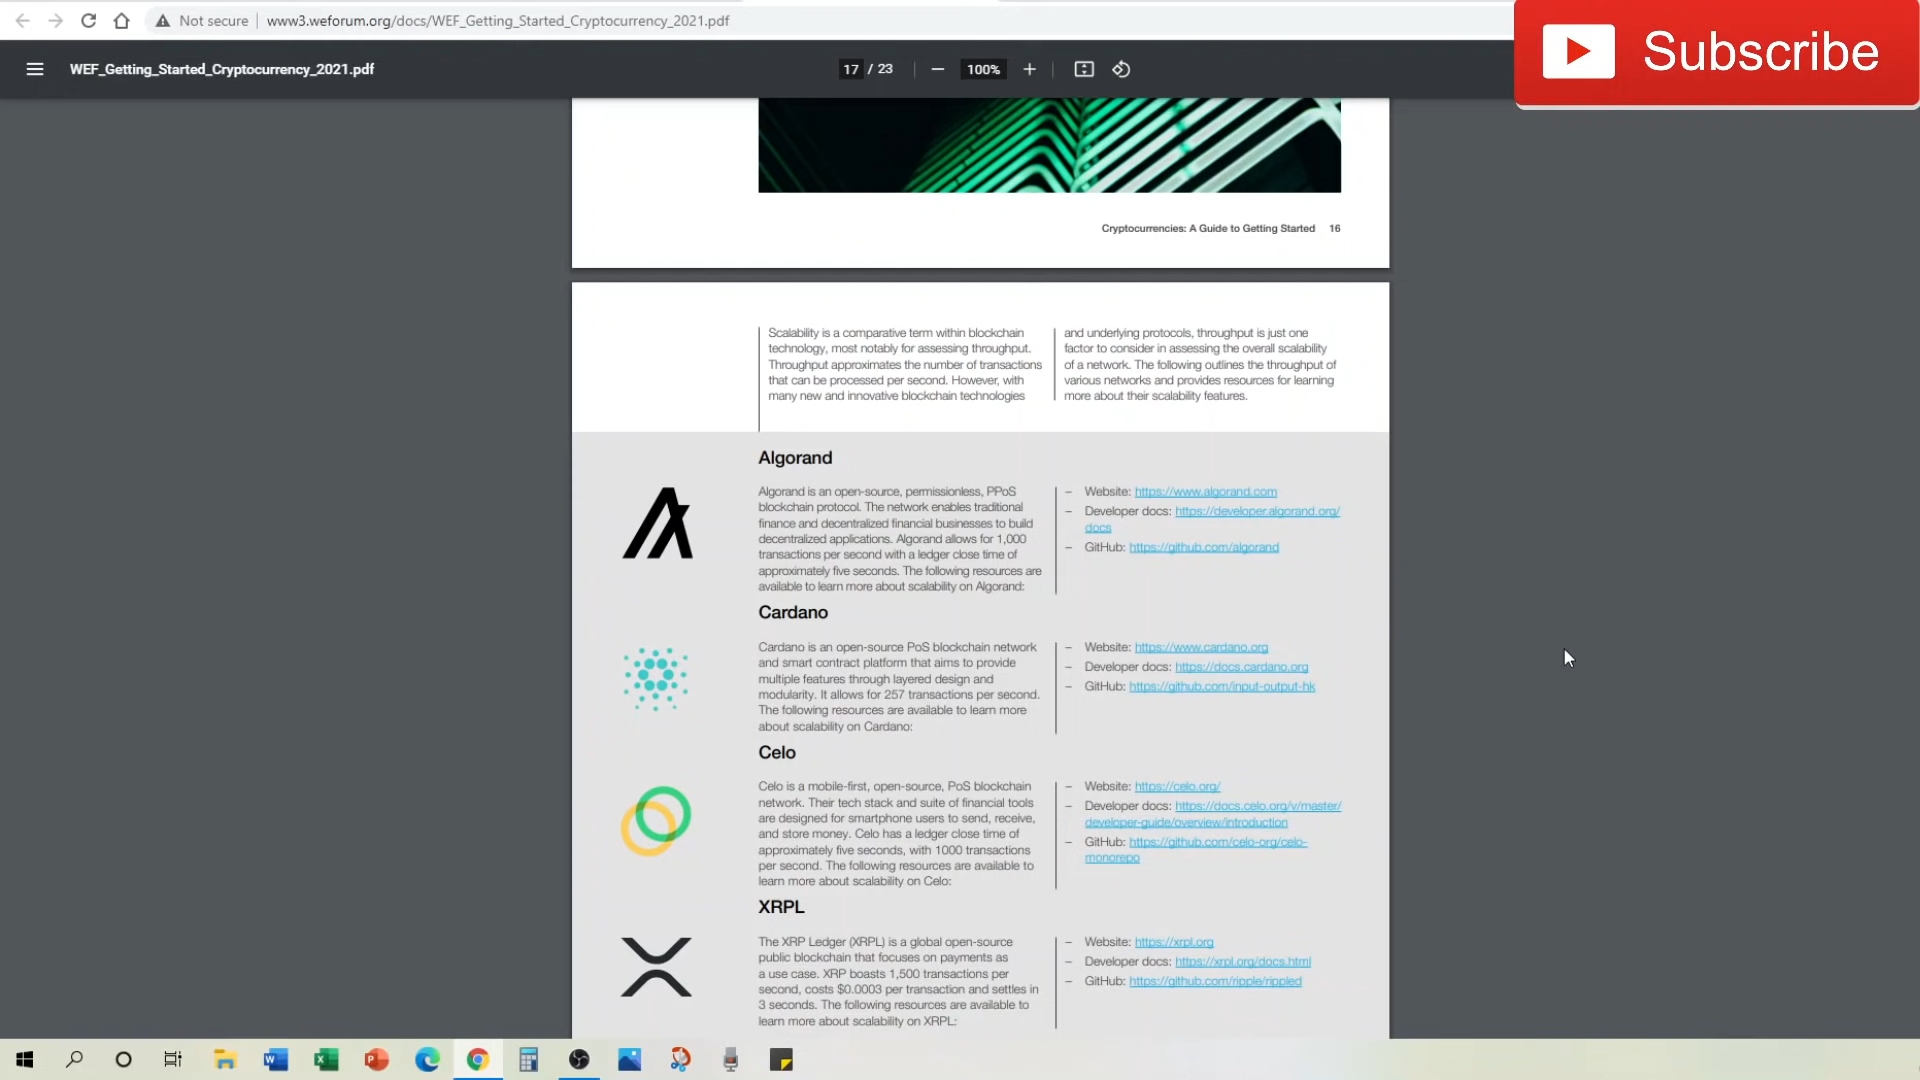 Not secure
www3.weforum.org/docs/WEF_Getting_Started_Cryptocurrency_2021.pdf
Subscribe
WEF_Getting_Started_Cryptocurrency_2021.pdf
17 / 23
100%
Cryptocurrencies: A Guide to Getting Started 16
Scalability is a comparative term within blockchain
technology, most notably for assessing throughput.
Throughput approximates the number of transactions
that can be processed per second. However, with
many new and innovative blockchain technologies
and underlying protocols, throughput is just one
factor to consider in assessing the overall scalability
of a network. The following outlines the throughput of
various networks and provides resources for learning
more about their scalability features.
Algorand
Algorand is an open-source, permissionless, PPoS
blockchain protocol. The network enables traditional
finance and decentralized financial businesses to build
decentralized applications. Algorand allows for 1,000
transactions per second with a ledger close time of
approximately five seconds. The following resources are
available to learn more about scalability on Algorand:
– Website: https://www.algorand.com
– Developer docs: https://developer.algorand.org/
docs
– GitHub: https://github.com/algorand
Cardano
Cardano is an open-source PoS blockchain network
and smart contract platform that aims to provide
multiple features through layered design and
modularity. It allows for 257 transactions per second.
The following resources are available to learn more
about scalability on Cardano:
– Website: https://www.cardano.org
– Developer docs: https://docs.cardano.org
– GitHub: https://github.com/input-output-hk
Celo
Celo is a mobile-first, open-source, PoS blockchain
network. Their tech stack and suite of financial tools
are designed for smartphone users to send, receive,
and store money. Celo has a ledger close time of
approximately five seconds, with 1000 transactions
per second. The following resources are available to
learn more about scalability on Celo:
– Website: https://celo.org/
– Developer docs: https://docs.celo.org/v/master/
developer-guide/overview/introduction
– GitHub: https://github.com/celo-org/celo-
monorepo
XRPL
The XRP Ledger (XRPL) is a global open-source
public blockchain that focuses on payments as
a use case. XRP boasts 1,500 transactions per
second, costs $0.0003 per transaction and settles in
3 seconds. The following resources are available to
learn more about scalability on XRPL:
– Website: https://xrpl.org
– Developer docs: https://xrpl.org/docs.html
– GitHub: https://github.com/ripple/rippled